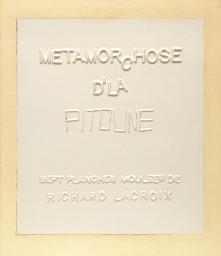 METAMORPHOSE
D'LA
PITOUNE
SEPT PLANCHES MOULEES DE
RICHARD LACROIX